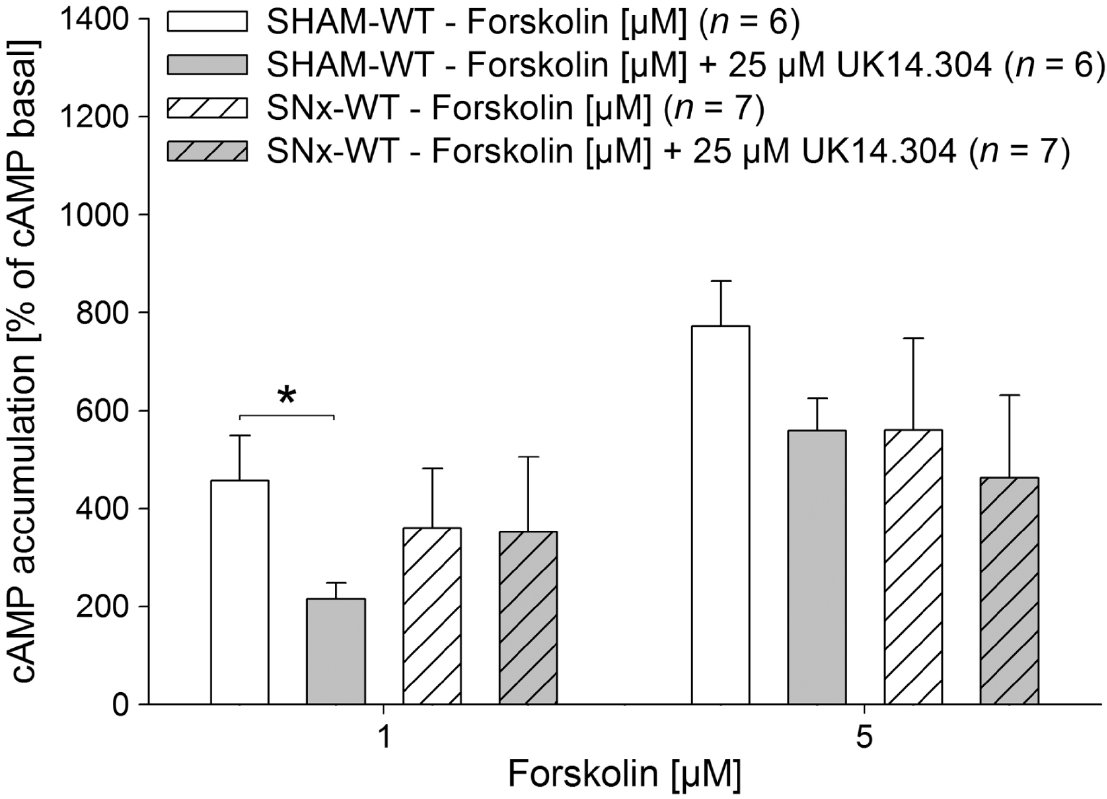 SHAM-WT - Forskolin [µM] (n = 6)
SHAM-WT - Forskolin [µM] + 25 µM UK14.304 (n = 6)
SNx-WT - Forskolin [µM] (n = 7)
SNx-WT - Forskolin [µM] + 25 µM UK14.304 (n = 7)
cAMP accumulation [% of cAMP basal]
1400
1200
1000
800
600
400
200
0
*
1
5
Forskolin [µM]